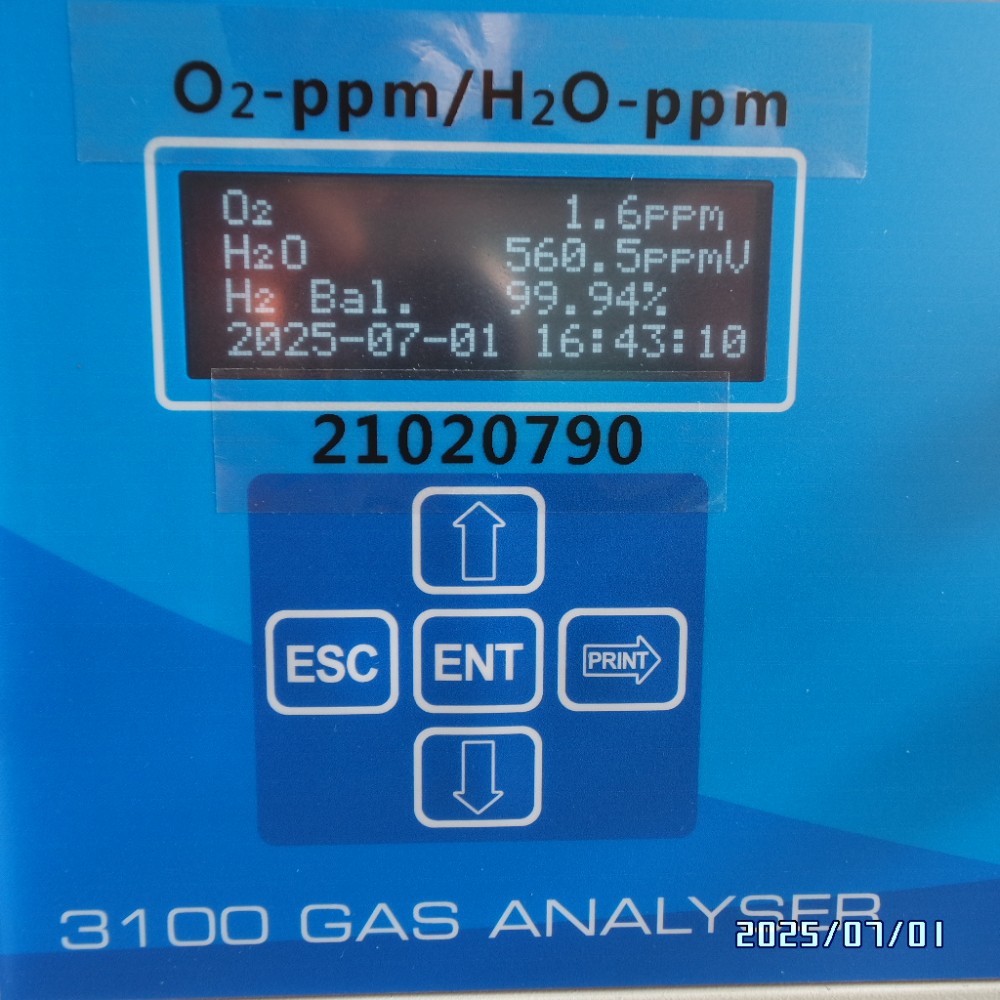 O₂-ppm/H₂O-ppm
O₂ 1.6ppm
H₂O 560.5ppmV
H₂ Bal. 99.94%
2025-07-01 16:43:10
21020790
ESC ENT PRINT
3100 GAS ANALYSER
2025/07/01